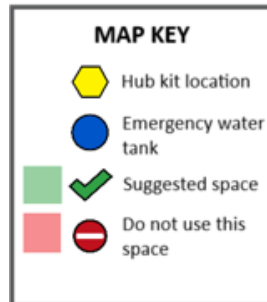 MAP KEY
Hub kit location
Emergency water
tank
Suggested space
Do not use this
space